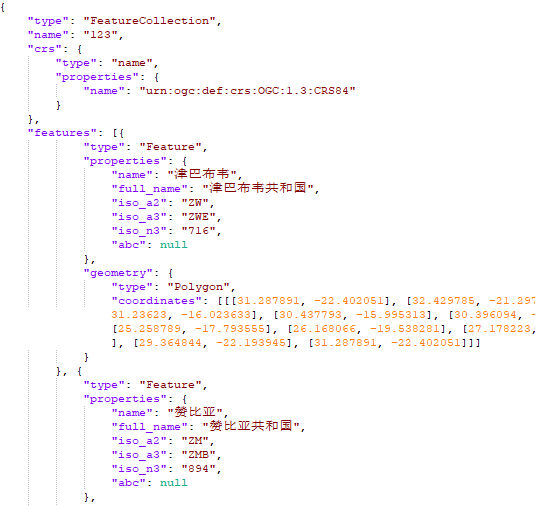 {
"type": "FeatureCollection",
"name": "123",
"crs": {
"type": "name",
"properties": {
"name": "urn:ogc:def:crs:OGC:1.3:CRS84"
}
},
"features": [{
"type": "Feature",
"properties": {
"name": "津巴布韦",
"full_name": "津巴布韦共和国",
"iso_a2": "ZW",
"iso_a3": "ZWE",
"iso_n3": "716",
"abc": null
},
"geometry": {
"type": "Polygon",
"coordinates": [[[31.287891, -22.402051], [32.429785, -21.297
31.23623, -16.023633], [30.437793, -15.995313], [30.396094, -
[25.258789, -17.793555], [26.168066, -19.538281], [27.178223,
], [29.364844, -22.193945], [31.287891, -22.402051]]]
}
}, {
"type": "Feature",
"properties": {
"name": "赞比亚",
"full_name": "赞比亚共和国",
"iso_a2": "ZM",
"iso_a3": "ZMB",
"iso_n3": "894",
"abc": null
},